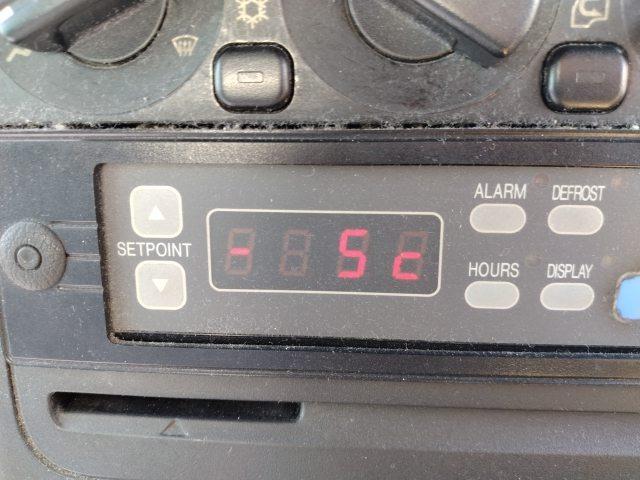 ALARM DEFROST
SETPOINT - 5c
HOURS DISPLAY